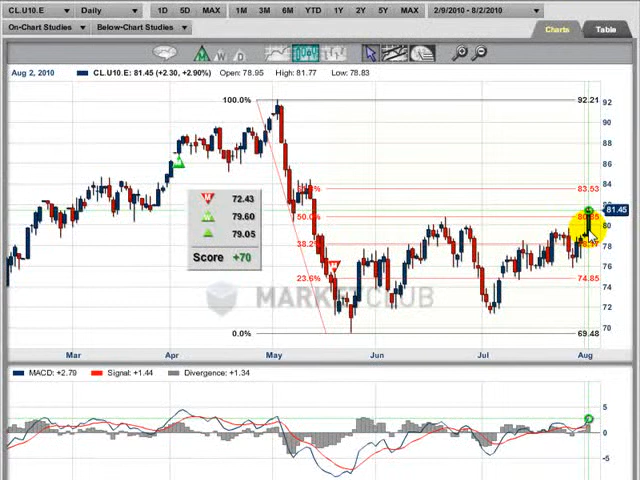 CL.U10.E Daily 1D 5D MAX 1M 3M 6M YTD 1Y 2Y 5Y MAX 2/9/2010 - 8/2/2010
On-Chart Studies Below-Chart Studies Charts Table
M W D
Aug 2, 2010 CL.U10.E: 81.45 (+2.30, +2.90%) Open: 78.95 High: 81.77 Low: 78.83
100.0% 92.21 92
90
88
86
84
83.53
72.43
79.60
79.05
Score +70
82
81.45
50.0% 80
38.2% 78
76
23.6% 74.85
74
MARKETCLUB
72
70
0.0% 69.48
68
Mar Apr May Jun Jul Aug
MACD: +2.79 Signal: +1.44 Divergence: +1.34
5
0
-5